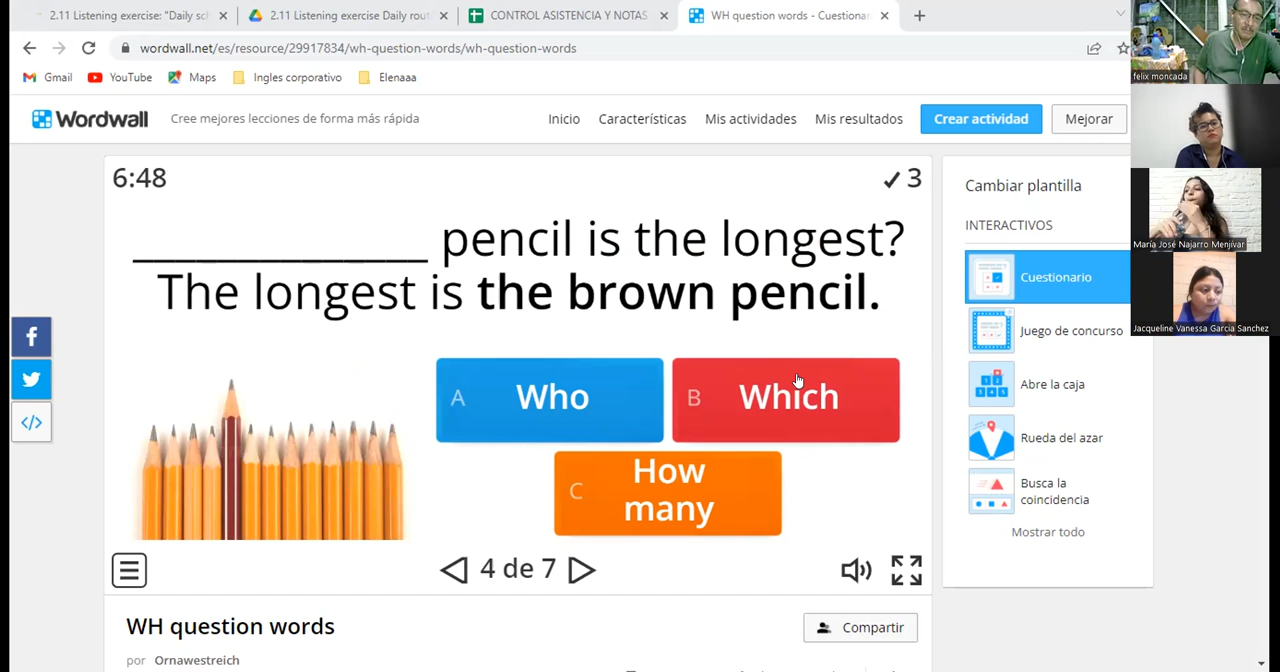 2.11 Listening exercise: "Daily sch
2.11 Listening exercise Daily rout
CONTROL ASISTENCIA Y NOTAS
WH question words - Cuestionar
wordwall.net/es/resource/29917834/wh-question-words/wh-question-words
Gmail
YouTube
Maps
Ingles corporativo
Elenaaa
Wordwall
Cree mejores lecciones de forma más rápida
Inicio
Características
Mis actividades
Mis resultados
Crear actividad
Mejorar
6:48
3
pencil is the longest?
The longest is the brown pencil.
A Who
B Which
C How
many
4 de 7
WH question words
por Ornawestreich
Compartir
Cambiar plantilla
INTERACTIVOS
Cuestionario
Juego de concurso
Abre la caja
Rueda del azar
Busca la
coincidencia
Mostrar todo
felix moncada
María José Najarro Menjívar
Jacqueline Vanessa Garcia Sanchez